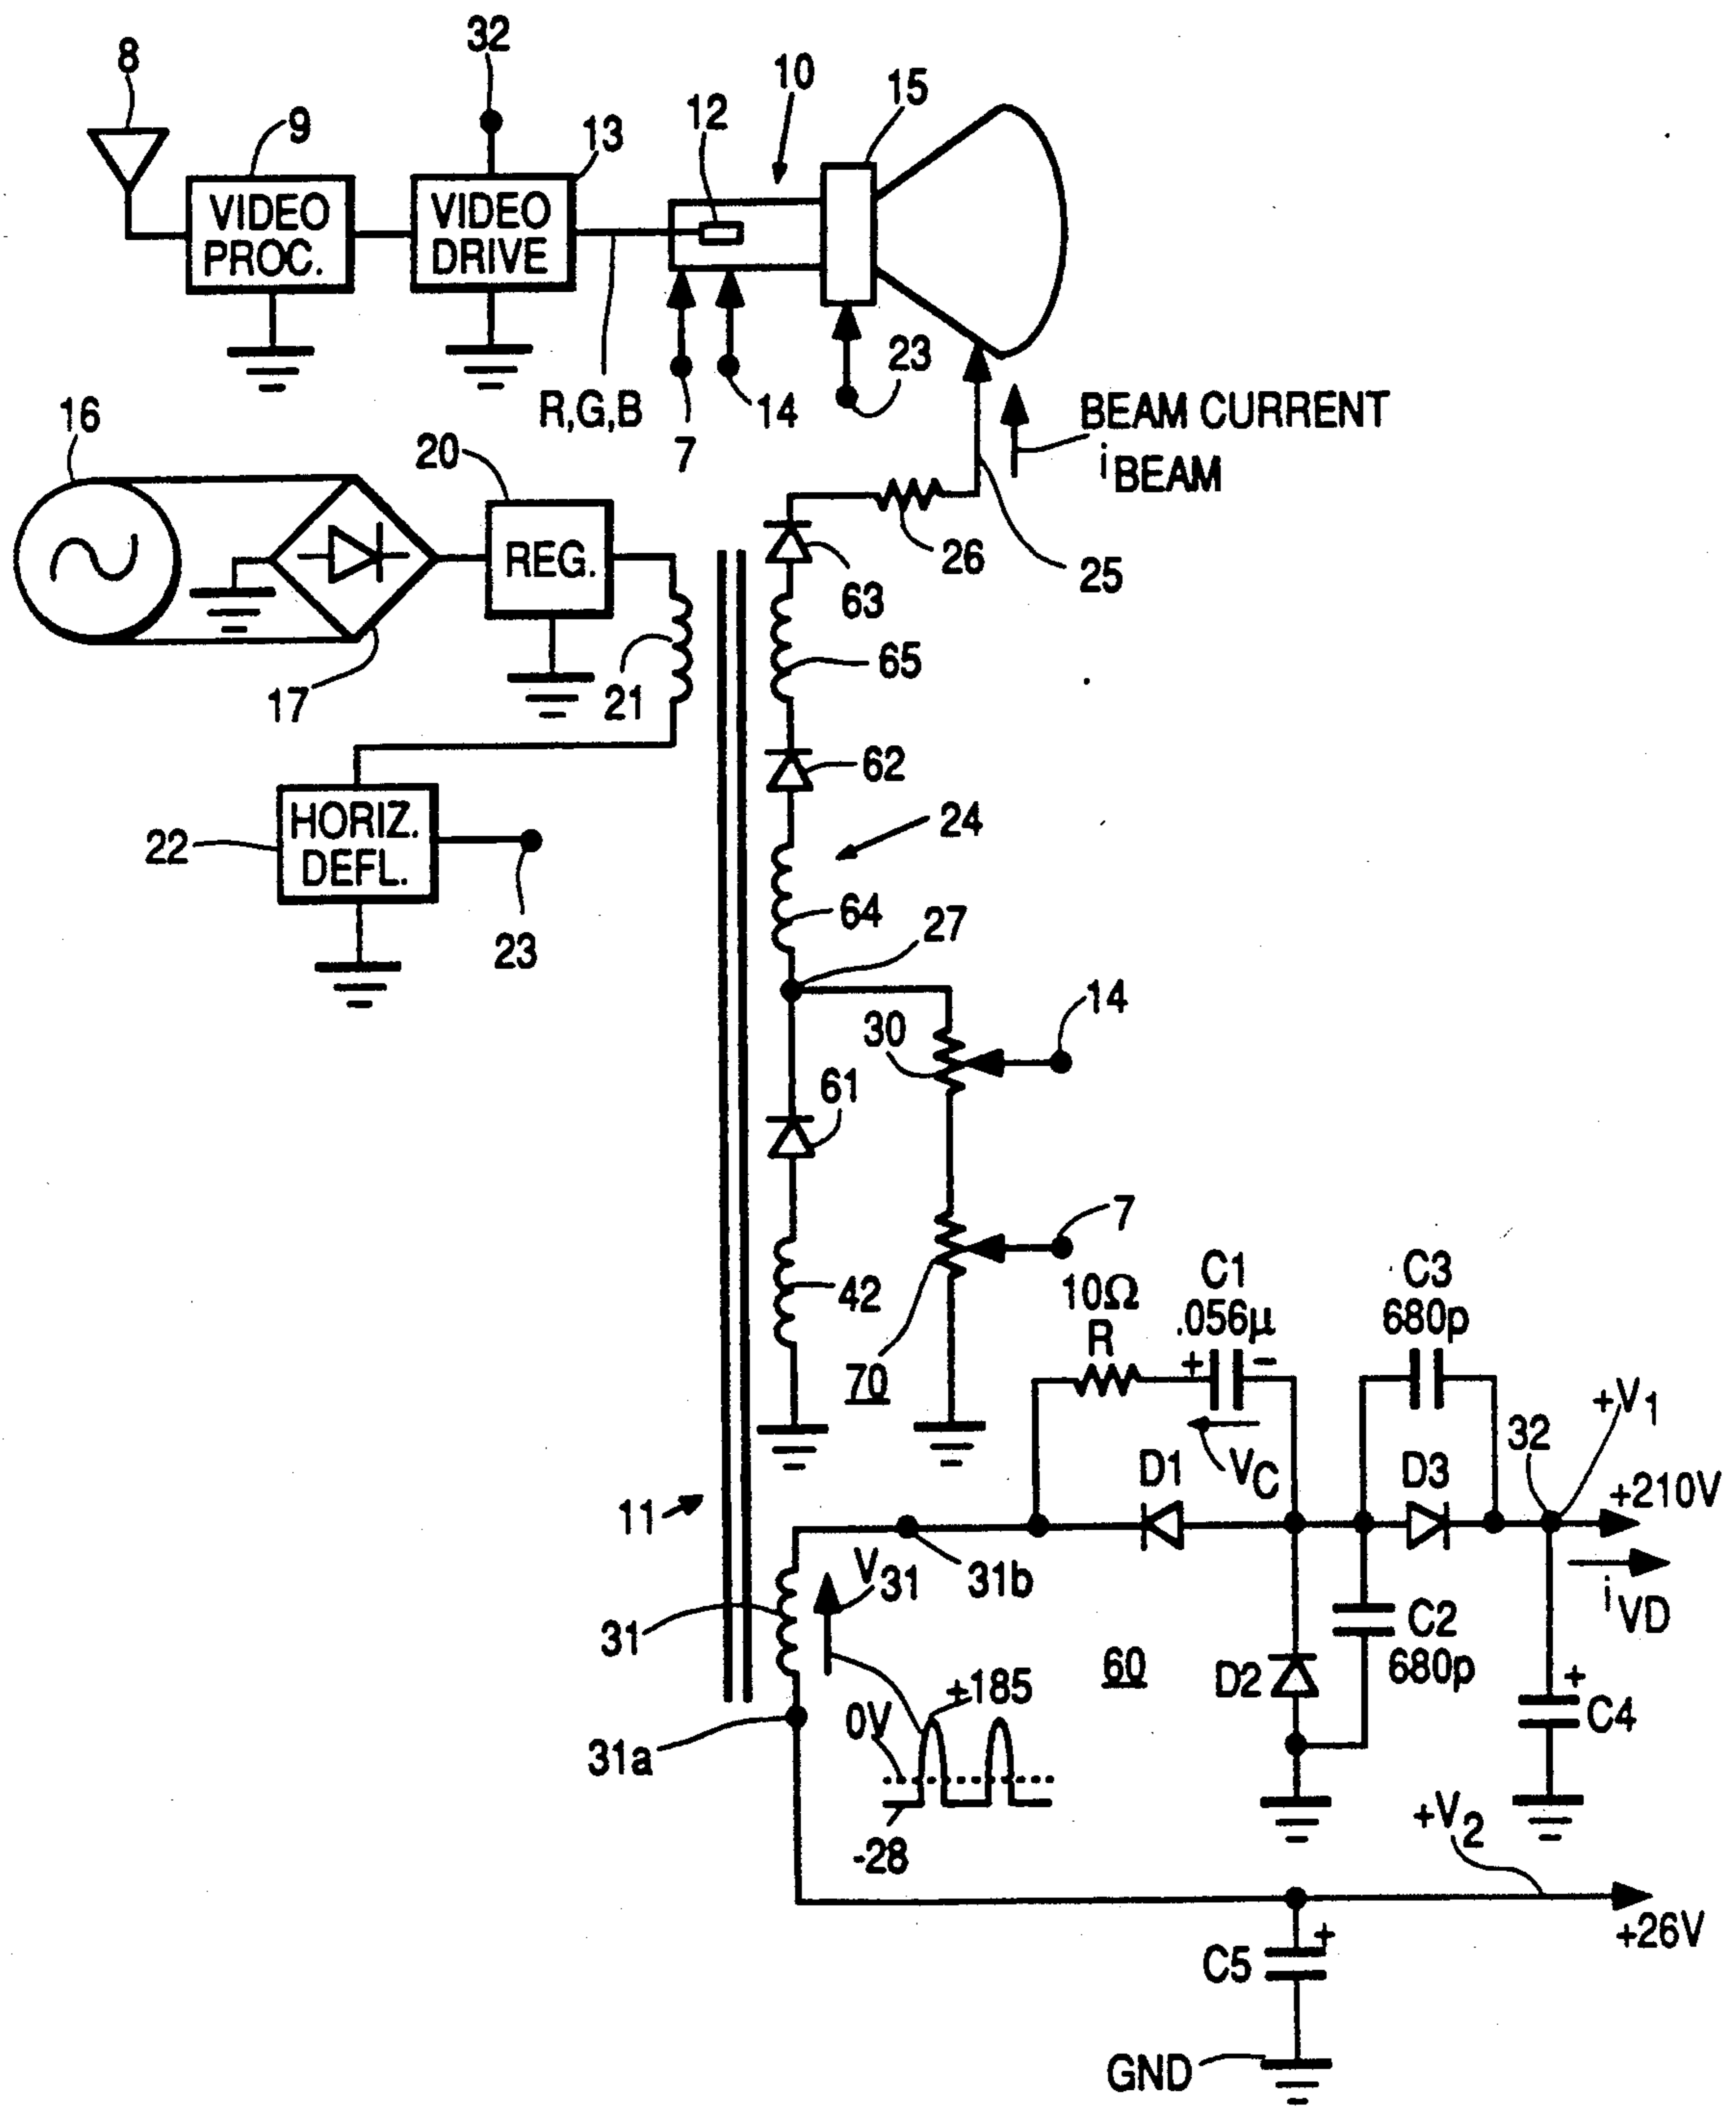 8
32
9
13
12
10
15
VIDEO
PROC.
VIDEO
DRIVE
R,G,B
7
14
23
BEAM CURRENT
i BEAM
16
20
REG.
17
21
26
25
63
65
62
22
HORIZ.
DEFL.
23
24
64
27
30
14
61
7
42
70
10Ω
R
C1
.056μ
+ −
C3
680p
VC
D1
D3
32
+V1
+210V
iVD
11
V31
31b
31
31a
0V
+185
-28
60
D2
C2
680p
+
C4
+V2
+26V
+
C5
GND